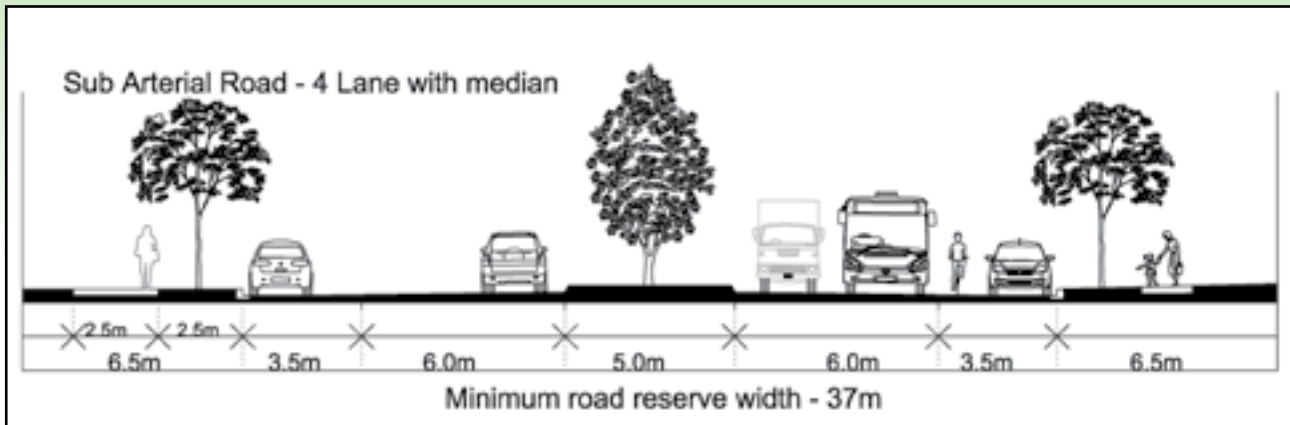 Sub Arterial Road - 4 Lane with median
2.5m 2.5m
6.5m 3.5m 6.0m 5.0m 6.0m 3.5m 6.5m
Minimum road reserve width - 37m